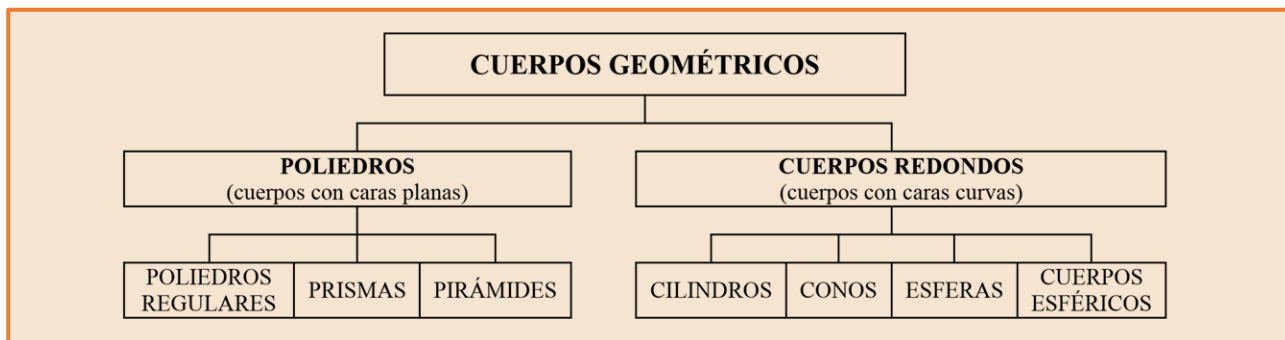 CUERPOS GEOMÉTRICOS
POLIEDROS
(cuerpos con caras planas)
CUERPOS REDONDOS
(cuerpos con caras curvas)
POLIEDROS
REGULARES
PRISMAS
PIRÁMIDES
CILINDROS
CONOS
ESFERAS
CUERPOS
ESFÉRICOS